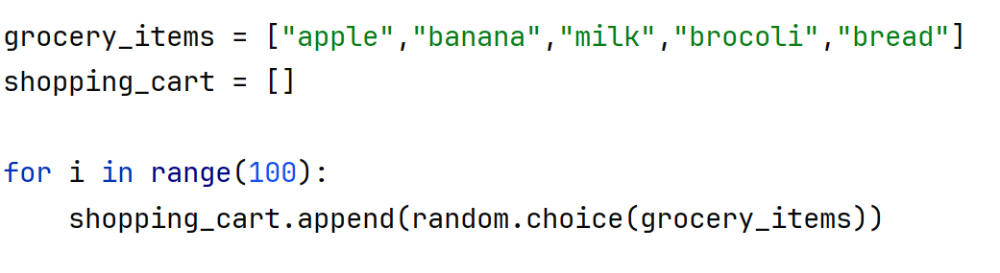 grocery_items = ["apple","banana","milk","brocoli","bread"]
shopping_cart = []
for i in range(100):
    shopping_cart.append(random.choice(grocery_items))